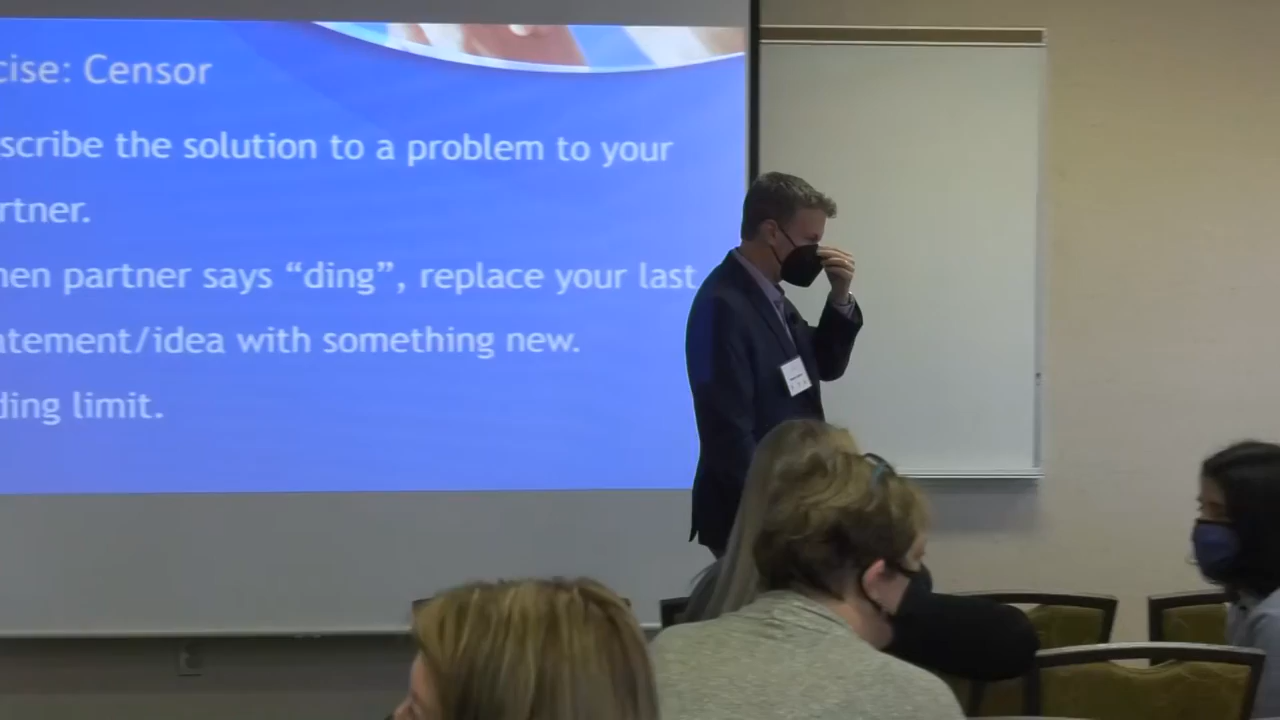 cise: Censor
scribe the solution to a problem to your
rtner.
hen partner says “ding”, replace your last
atement/idea with something new.
ding limit.